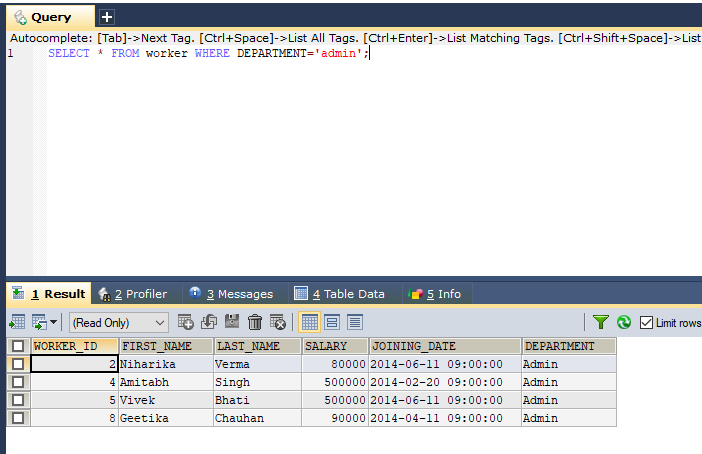 Query
Autocomplete: [Tab]->Next Tag. [Ctrl+Space]->List All Tags. [Ctrl+Enter]->List Matching Tags. [Ctrl+Shift+Space]->List
1 SELECT * FROM worker WHERE DEPARTMENT='admin';
1 Result 2 Profiler 3 Messages 4 Table Data 5 Info
(Read Only) Limit rows
WORKER_ID FIRST_NAME LAST_NAME SALARY JOINING_DATE DEPARTMENT
2 Niharika Verma 80000 2014-06-11 09:00:00 Admin
4 Amitabh Singh 500000 2014-02-20 09:00:00 Admin
5 Vivek Bhati 500000 2014-06-11 09:00:00 Admin
8 Geetika Chauhan 90000 2014-04-11 09:00:00 Admin